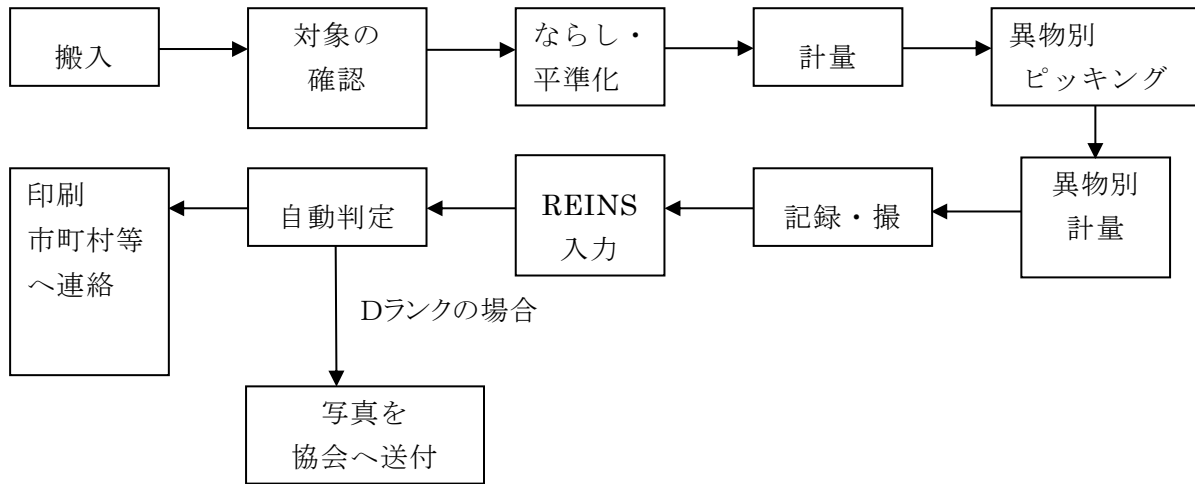 搬入
対象の
確認
ならし・
平準化
計量
異物別
ピッキング
異物別
計量
記録・撮
REINS
入力
自動判定
印刷
市町村等
へ連絡
Dランクの場合
写真を
協会へ送付